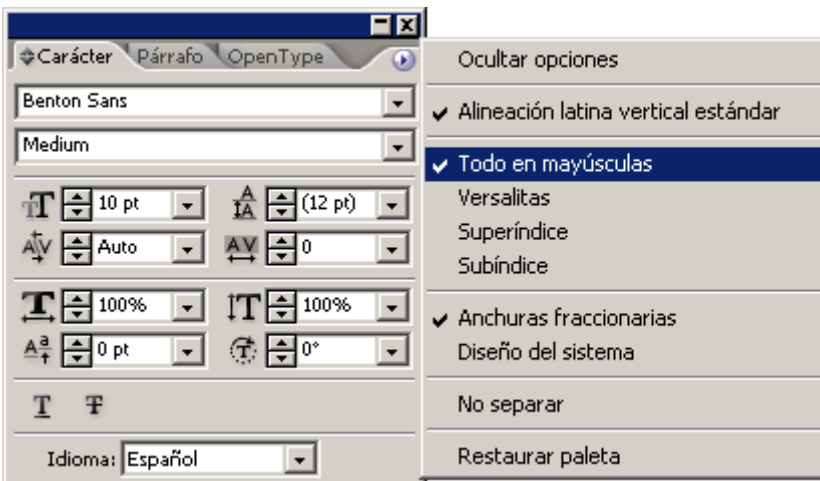 Carácter Párrafo OpenType
Benton Sans
Medium
10 pt (12 pt)
Auto 0
100% 100%
0 pt 0°
Idioma: Español
Ocultar opciones
Alineación latina vertical estándar
Todo en mayúsculas
Versalitas
Superíndice
Subíndice
Anchuras fraccionarias
Diseño del sistema
No separar
Restaurar paleta